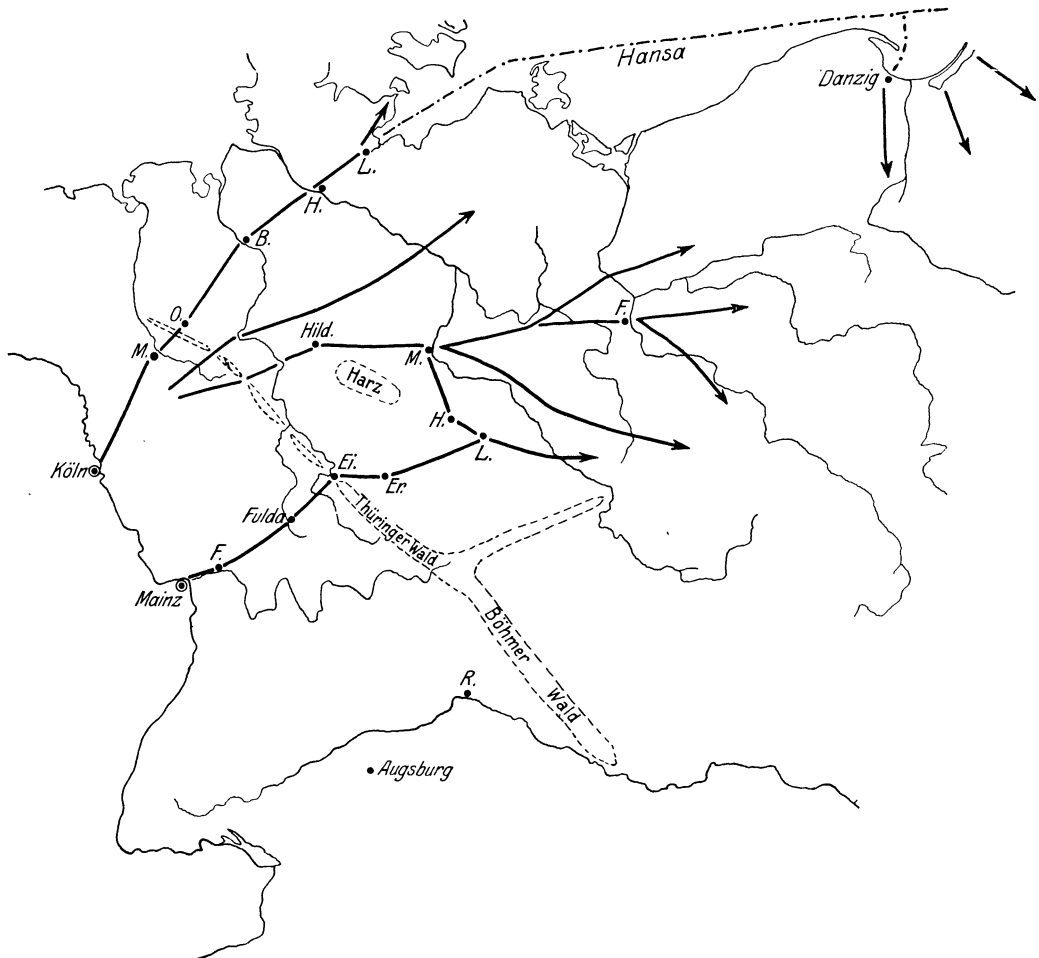 Hansa
Danzig
L.
H.
B.
O.
M.
Hild.
M.
F.
Harz
H.
L.
Köln
Ei.
Er.
Fulda
Thüringer Wald
F.
Mainz
Böhmer
Wald
R.
Augsburg